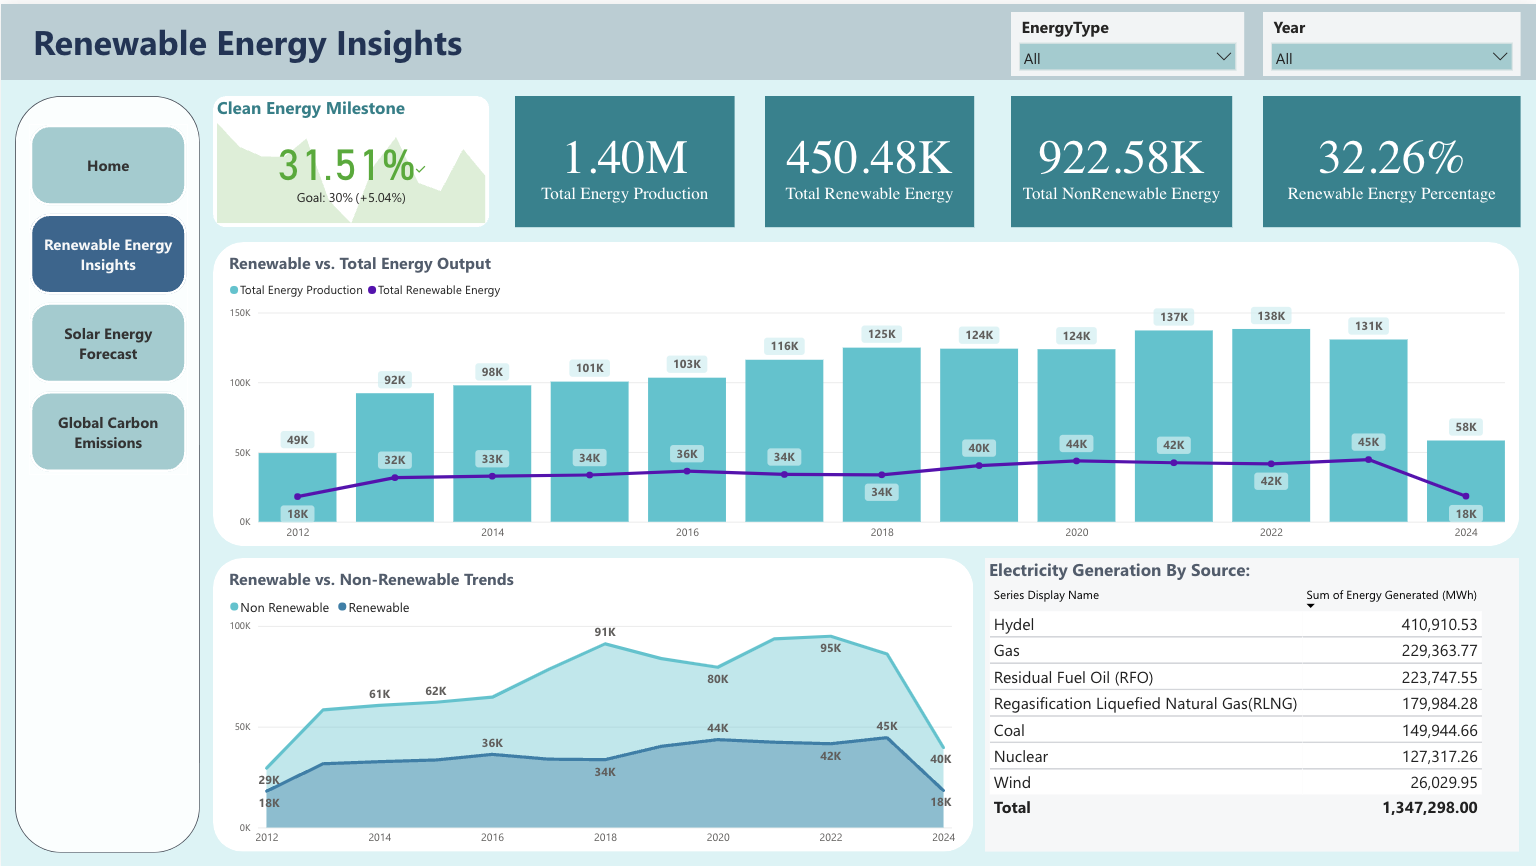 Renewable Energy Insights
EnergyType
All
Year
All
Home
Renewable Energy
Insights
Solar Energy
Forecast
Global Carbon
Emissions
Clean Energy Milestone
31.51%
Goal: 30% (+5.04%)
1.40M
Total Energy Production
450.48K
Total Renewable Energy
922.58K
Total NonRenewable Energy
32.26%
Renewable Energy Percentage
Renewable vs. Total Energy Output
Total Energy Production Total Renewable Energy
150K
100K
50K
0K
49K 92K 98K 101K 103K 116K 125K 124K 124K 137K 138K 131K 58K
18K 32K 33K 34K 36K 34K 34K 40K 44K 42K 42K 45K 18K
2012 2014 2016 2018 2020 2022 2024
Renewable vs. Non-Renewable Trends
Non Renewable Renewable
100K
50K
0K
29K 61K 62K 91K 80K 95K 40K
18K 36K 34K 44K 42K 45K 18K
2012 2014 2016 2018 2020 2022 2024
Electricity Generation By Source:
Series Display Name Sum of Energy Generated (MWh)
Hydel 410,910.53
Gas 229,363.77
Residual Fuel Oil (RFO) 223,747.55
Regasification Liquefied Natural Gas(RLNG) 179,984.28
Coal 149,944.66
Nuclear 127,317.26
Wind 26,029.95
Total 1,347,298.00